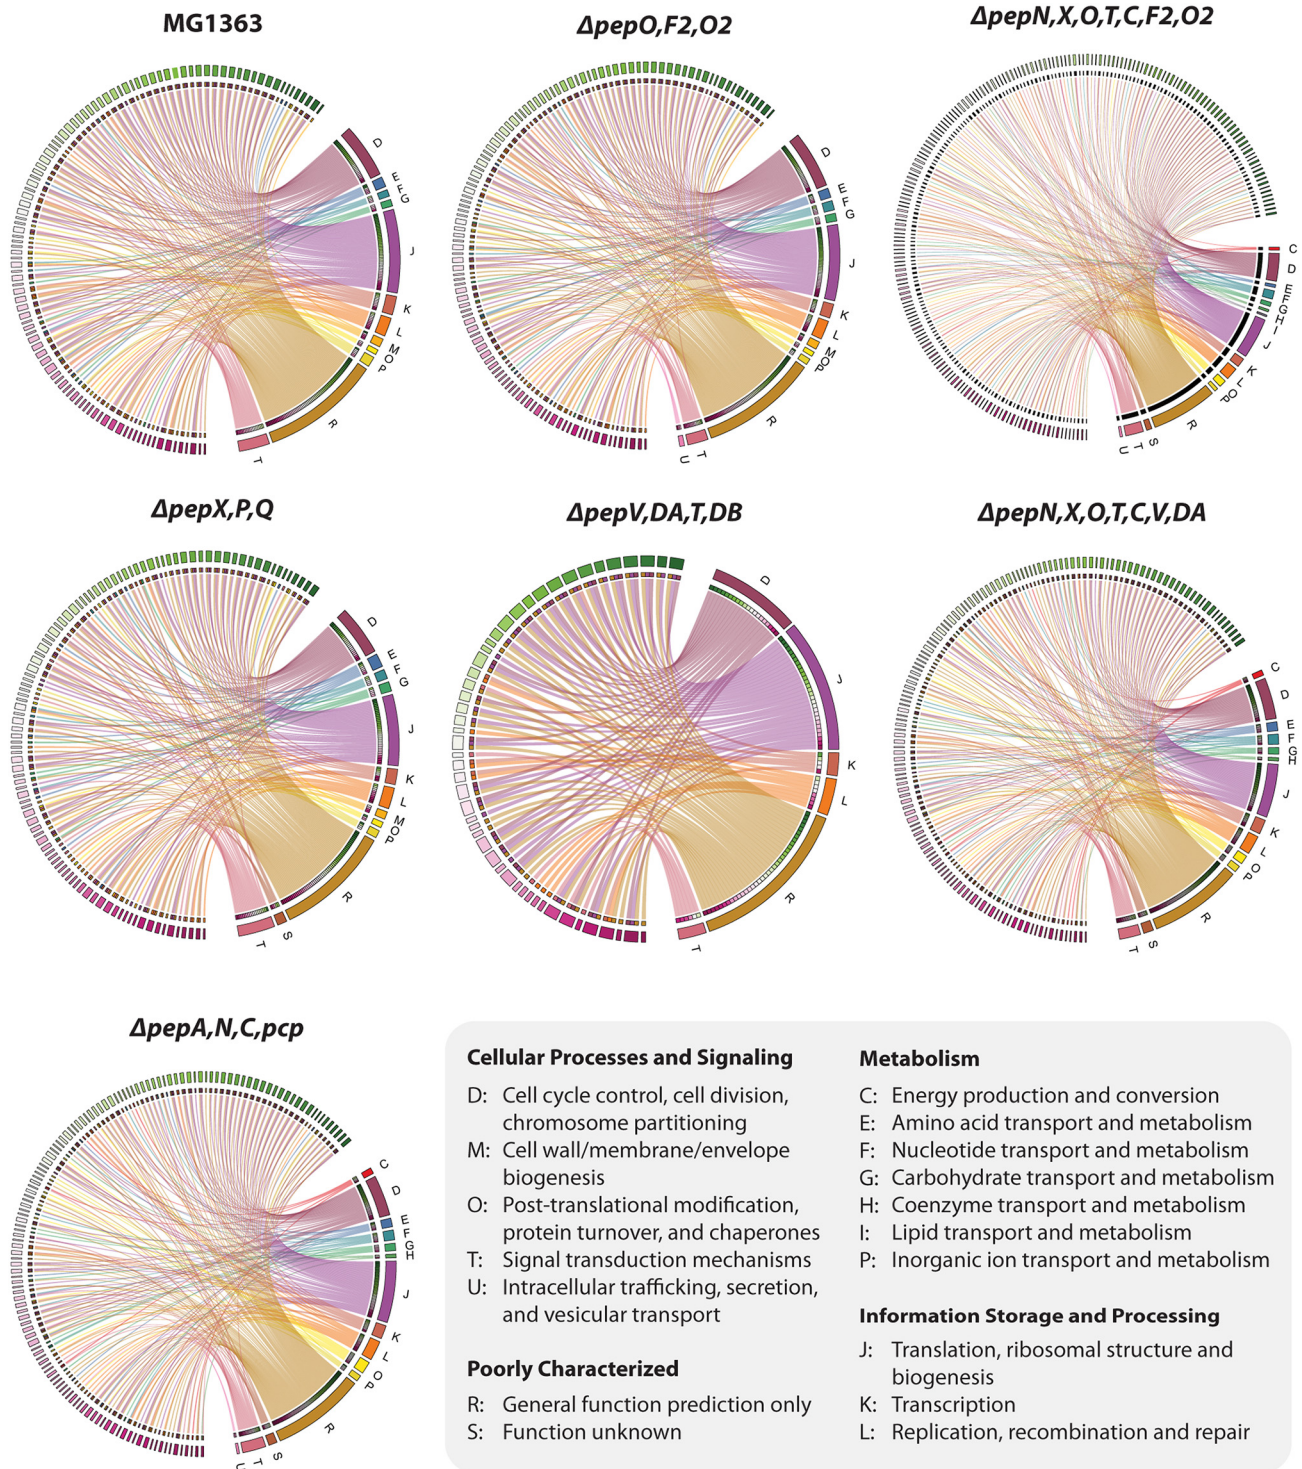 MG1363
ΔpepO,F2,O2
ΔpepN,X,O,T,C,F2,O2
D
E
F
G
J
K
L
M
O
P
R
T
D
E
F
G
J
K
L
M
O
P
R
T
U
C
D
E
F
G
H
I
J
K
L
O
P
R
S
T
U
ΔpepX,P,Q
ΔpepV,DA,T,DB
ΔpepN,X,O,T,C,V,DA
D
E
F
G
J
K
L
M
O
P
R
S
T
D
J
K
L
R
T
C
D
E
F
G
H
J
K
L
O
P
R
S
T
ΔpepA,N,C,pcp
C
D
E
F
G
H
J
K
L
O
P
R
S
T
U
Cellular Processes and Signaling
D: Cell cycle control, cell division,
chromosome partitioning
M: Cell wall/membrane/envelope
biogenesis
O: Post-translational modification,
protein turnover, and chaperones
T: Signal transduction mechanisms
U: Intracellular trafficking, secretion,
and vesicular transport
Poorly Characterized
R: General function prediction only
S: Function unknown
Metabolism
C: Energy production and conversion
E: Amino acid transport and metabolism
F: Nucleotide transport and metabolism
G: Carbohydrate transport and metabolism
H: Coenzyme transport and metabolism
I: Lipid transport and metabolism
P: Inorganic ion transport and metabolism
Information Storage and Processing
J: Translation, ribosomal structure and
biogenesis
K: Transcription
L: Replication, recombination and repair